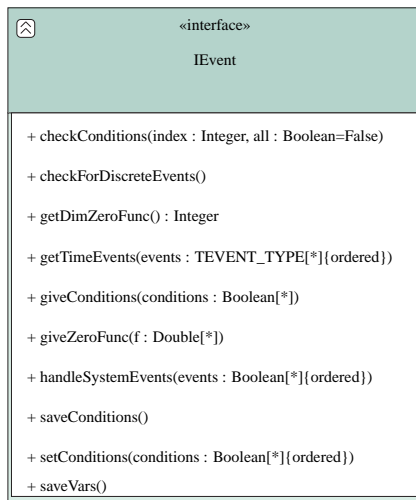 «interface»
IEvent
+ checkConditions(index : Integer, all : Boolean=False)
+ checkForDiscreteEvents()
+ getDimZeroFunc() : Integer
+ getTimeEvents(events : TEVENT_TYPE[*]{ordered})
+ giveConditions(conditions : Boolean[*])
+ giveZeroFunc(f : Double[*])
+ handleSystemEvents(events : Boolean[*]{ordered})
+ saveConditions()
+ setConditions(conditions : Boolean[*]{ordered})
+ saveVars()